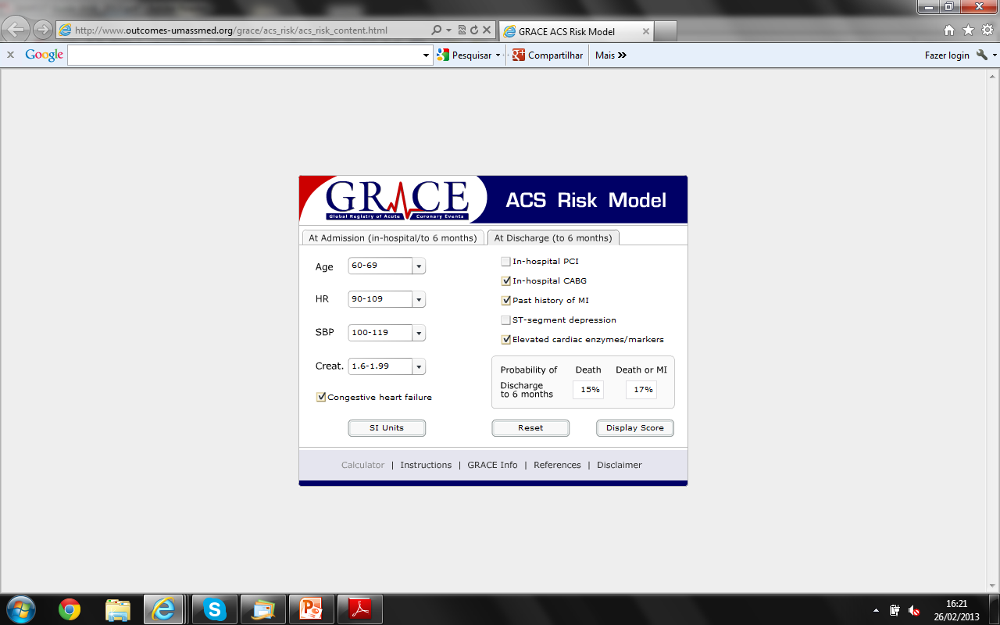 http://www.outcomes-umassmed.org/grace/acs_risk/acs_risk_content.html
GRACE ACS Risk Model
x Google Pesquisar Compartilhar Mais » Fazer login
GRACE ACS Risk Model
Global Registry of Acute Coronary Events
At Admission (in-hospital/to 6 months) At Discharge (to 6 months)
Age 60-69
HR 90-109
SBP 100-119
Creat. 1.6-1.99
Congestive heart failure
SI Units
In-hospital PCI
In-hospital CABG
Past history of MI
ST-segment depression
Elevated cardiac enzymes/markers
Probability of Death Death or MI
Discharge
to 6 months 15% 17%
Reset Display Score
Calculator | Instructions | GRACE Info | References | Disclaimer
16:21
26/02/2013